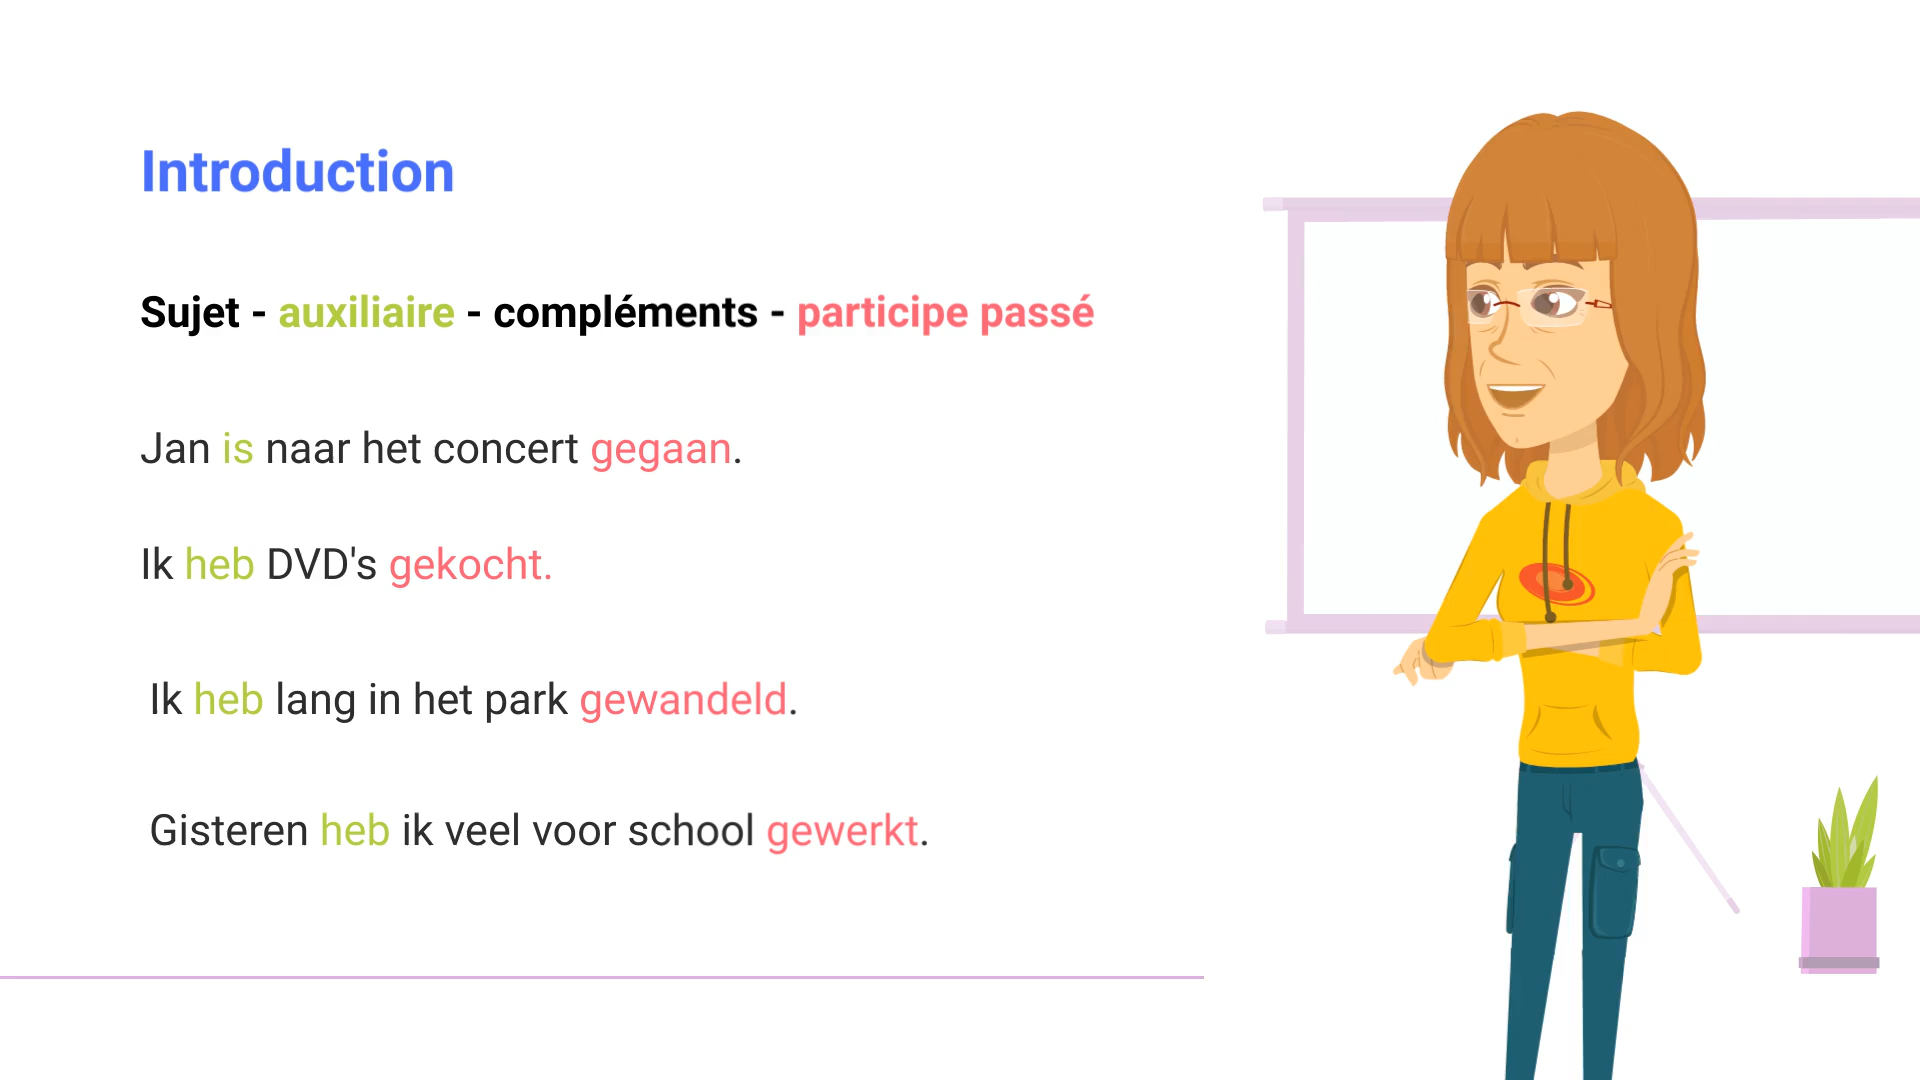 Introduction
Sujet - auxiliaire - compléments - participe passé
Jan is naar het concert gegaan.
Ik heb DVD's gekocht.
Ik heb lang in het park gewandeld.
Gisteren heb ik veel voor school gewerkt.